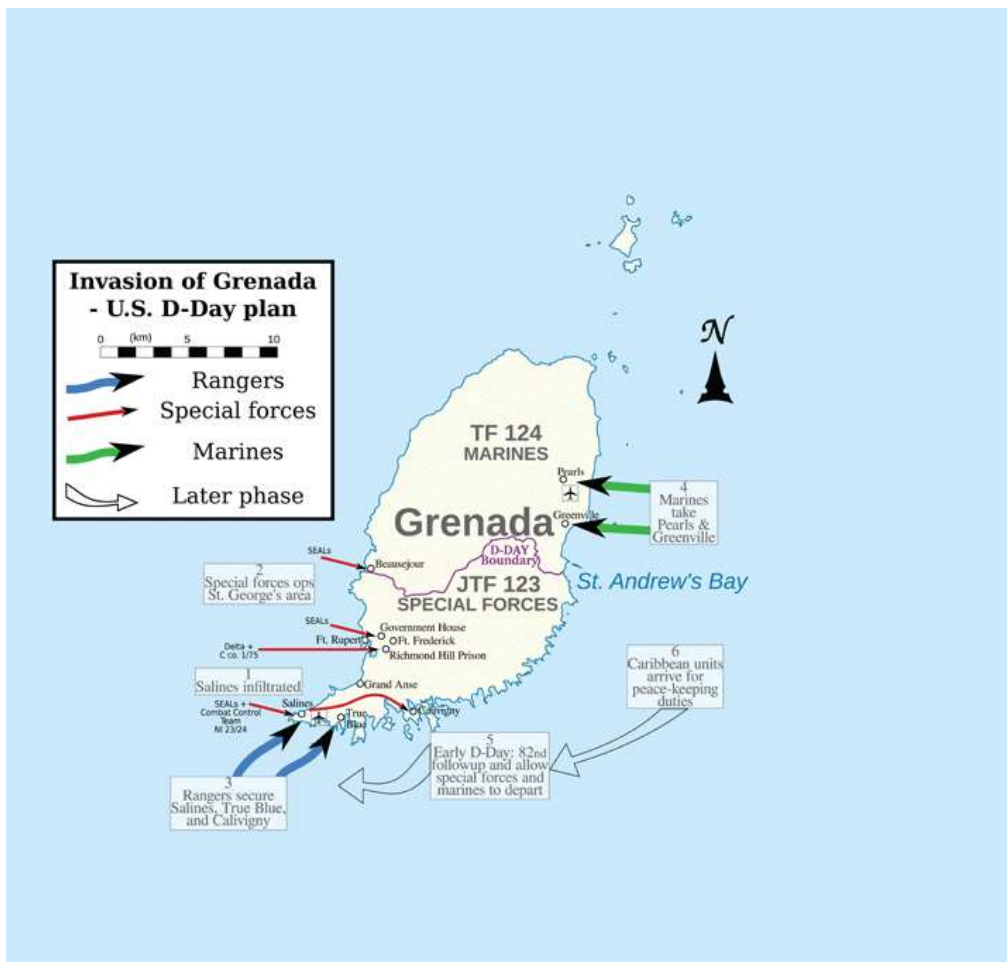 Invasion of Grenada
- U.S. D-Day plan
(km)
0 5 10
Rangers
Special forces
Marines
Later phase
N
TF 124
MARINES
Pearls
Grenada
Greenville
4
Marines
take
Pearls &
Greenville
D-DAY
Boundary
SEALs
Beausejour
2
Special forces ops
St. George's area
JTF 123
SPECIAL FORCES
St. Andrew's Bay
SEALs
Government House
Ft. Rupert
Ft. Frederick
Delta +
C co. 1/75
Richmond Hill Prison
1
Salines infiltrated
Grand Anse
SEALs +
Combat Control
Team
NI 23/24
Salines
True
Blue
Calivigny
6
Caribbean units
arrive for
peace-keeping
duties
5
Early D-Day: 82nd
followup and allow
special forces and
marines to depart
3
Rangers secure
Salines, True Blue,
and Calivigny